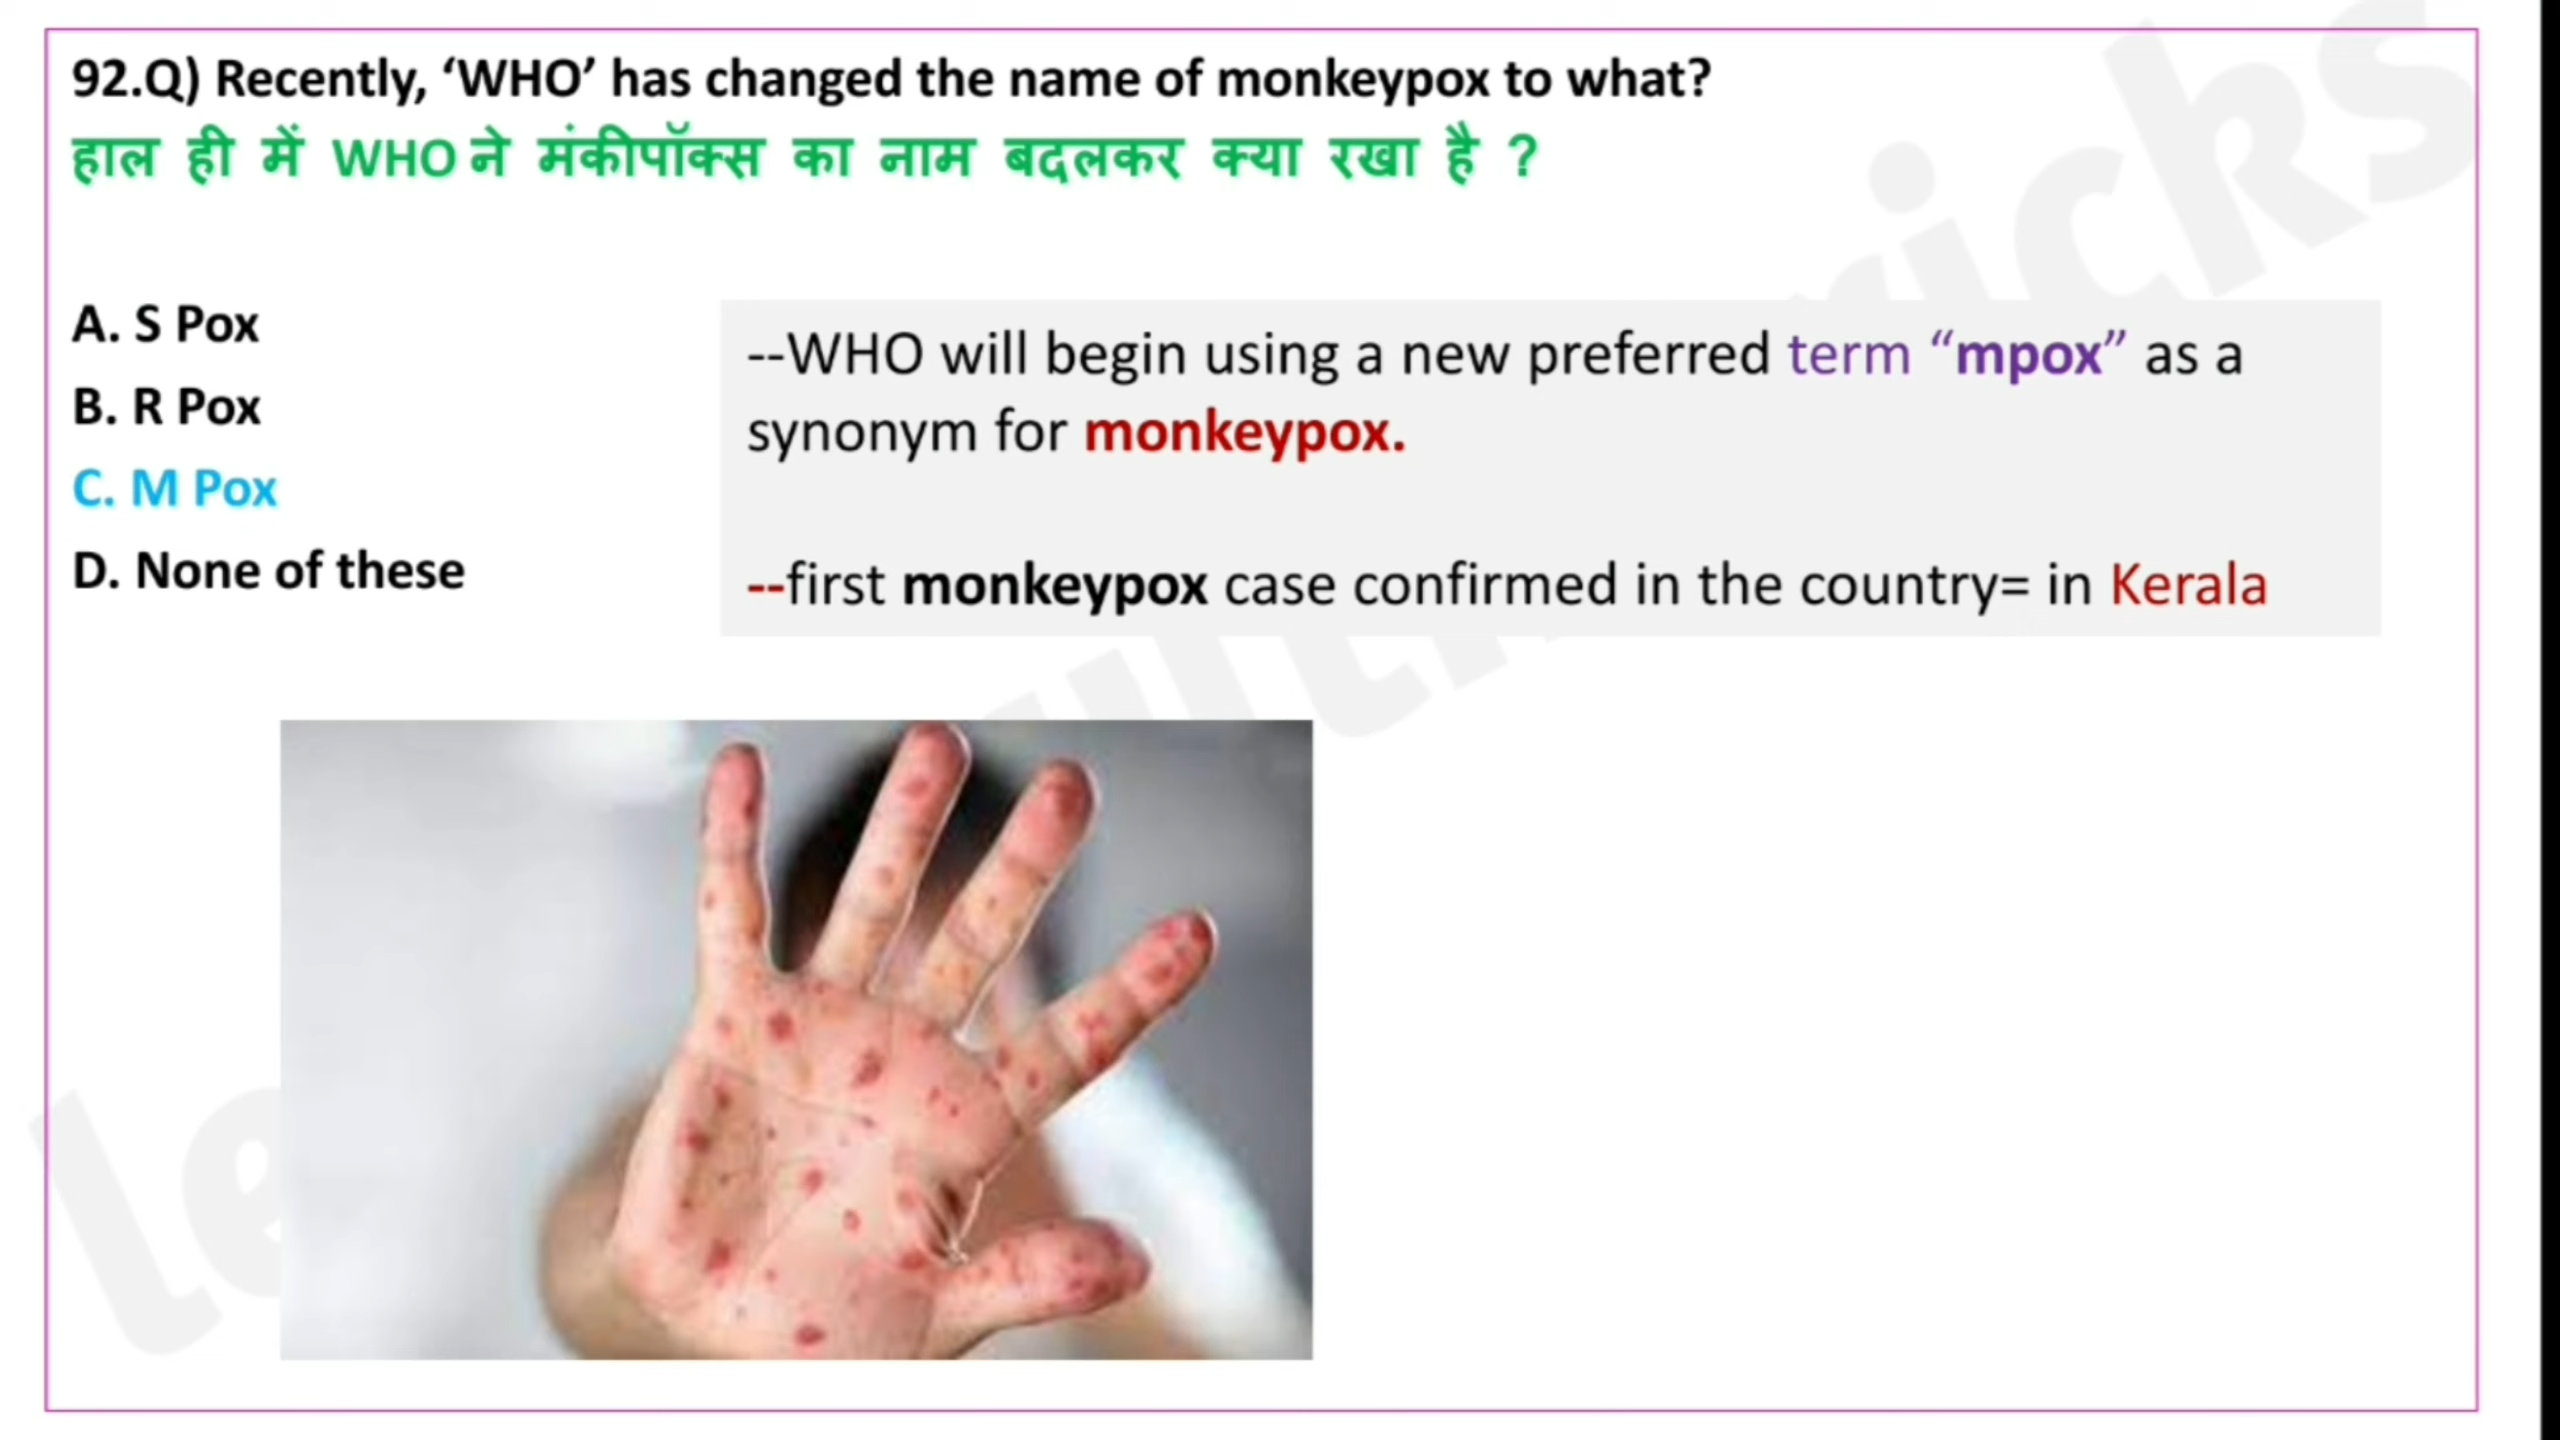 92.Q) Recently, ‘WHO’ has changed the name of monkeypox to what?
हाल ही में WHO ने मंकीपॉक्स का नाम बदलकर क्या रखा है ?
A. S Pox
B. R Pox
C. M Pox
D. None of these
--WHO will begin using a new preferred term “mpox” as a
synonym for monkeypox.
--first monkeypox case confirmed in the country= in Kerala